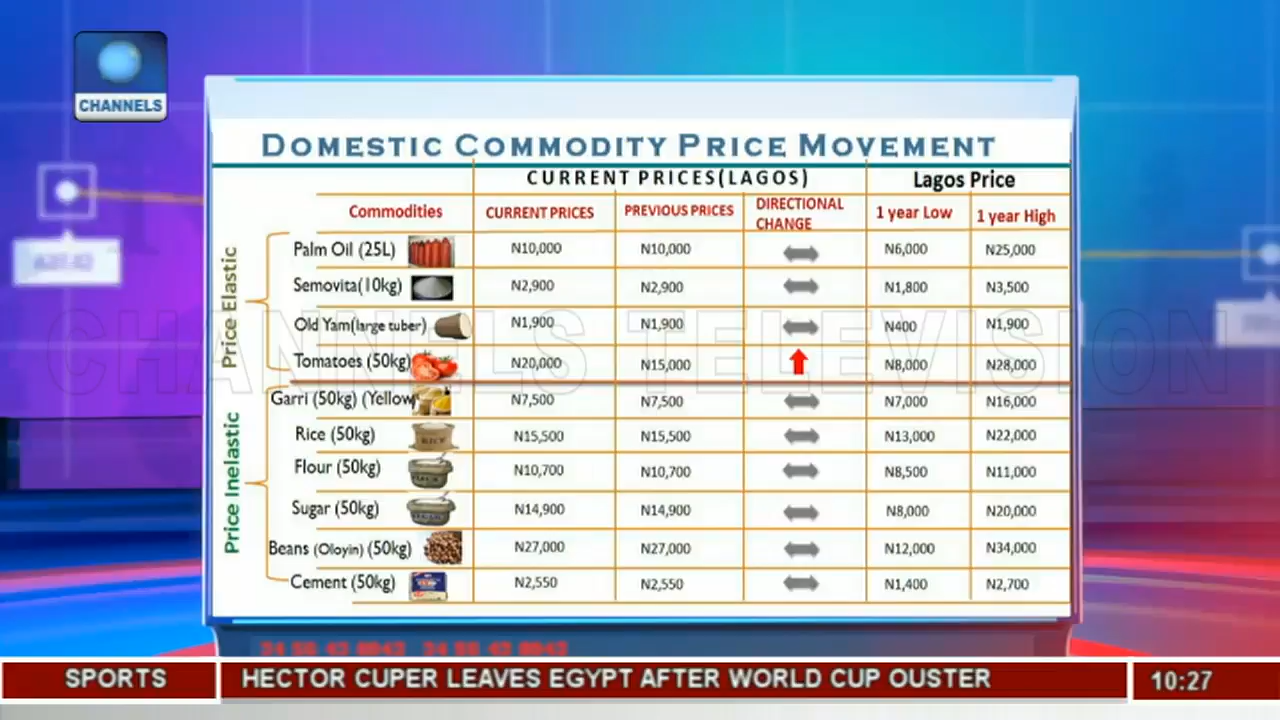 CHANNELS
DOMESTIC COMMODITY PRICE MOVEMENT
CURRENT PRICES(LAGOS) Lagos Price
Commodities CURRENT PRICES PREVIOUS PRICES DIRECTIONAL CHANGE 1 year Low 1 year High
Price Elastic
Palm Oil (25L) N10,000 N10,000 N6,000 N25,000
Semovita(10kg) N2,900 N2,900 N1,800 N3,500
Old Yam(large tuber) N1,900 N1,900 N400 N1,900
Tomatoes (50kg) N20,000 N15,000 N8,000 N28,000
Price Inelastic
Garri (50kg) (Yellow N7,500 N7,500 N7,000 N16,000
Rice (50kg) N15,500 N15,500 N13,000 N22,000
Flour (50kg) N10,700 N10,700 N8,500 N11,000
Sugar (50kg) N14,900 N14,900 N8,000 N20,000
Beans (Oloyin) (50kg) N27,000 N27,000 N12,000 N34,000
Cement (50kg) N2,550 N2,550 N1,400 N2,700
CHANNELS TELEVISION
SPORTS HECTOR CUPER LEAVES EGYPT AFTER WORLD CUP OUSTER 10:27